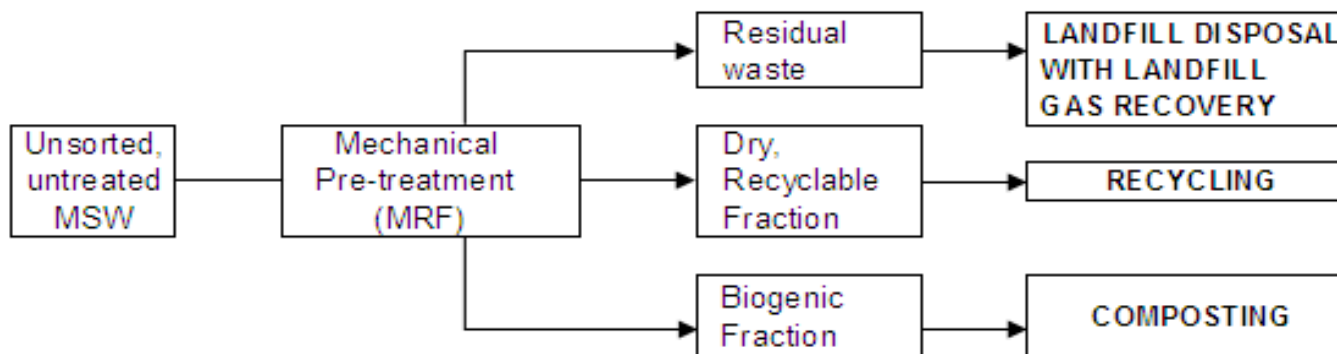 Unsorted,
untreated
MSW
Mechanical
Pre-treatment
(MRF)
Residual
waste
LANDFILL DISPOSAL
WITH LANDFILL
GAS RECOVERY
Dry,
Recyclable
Fraction
RECYCLING
Biogenic
Fraction
COMPOSTING